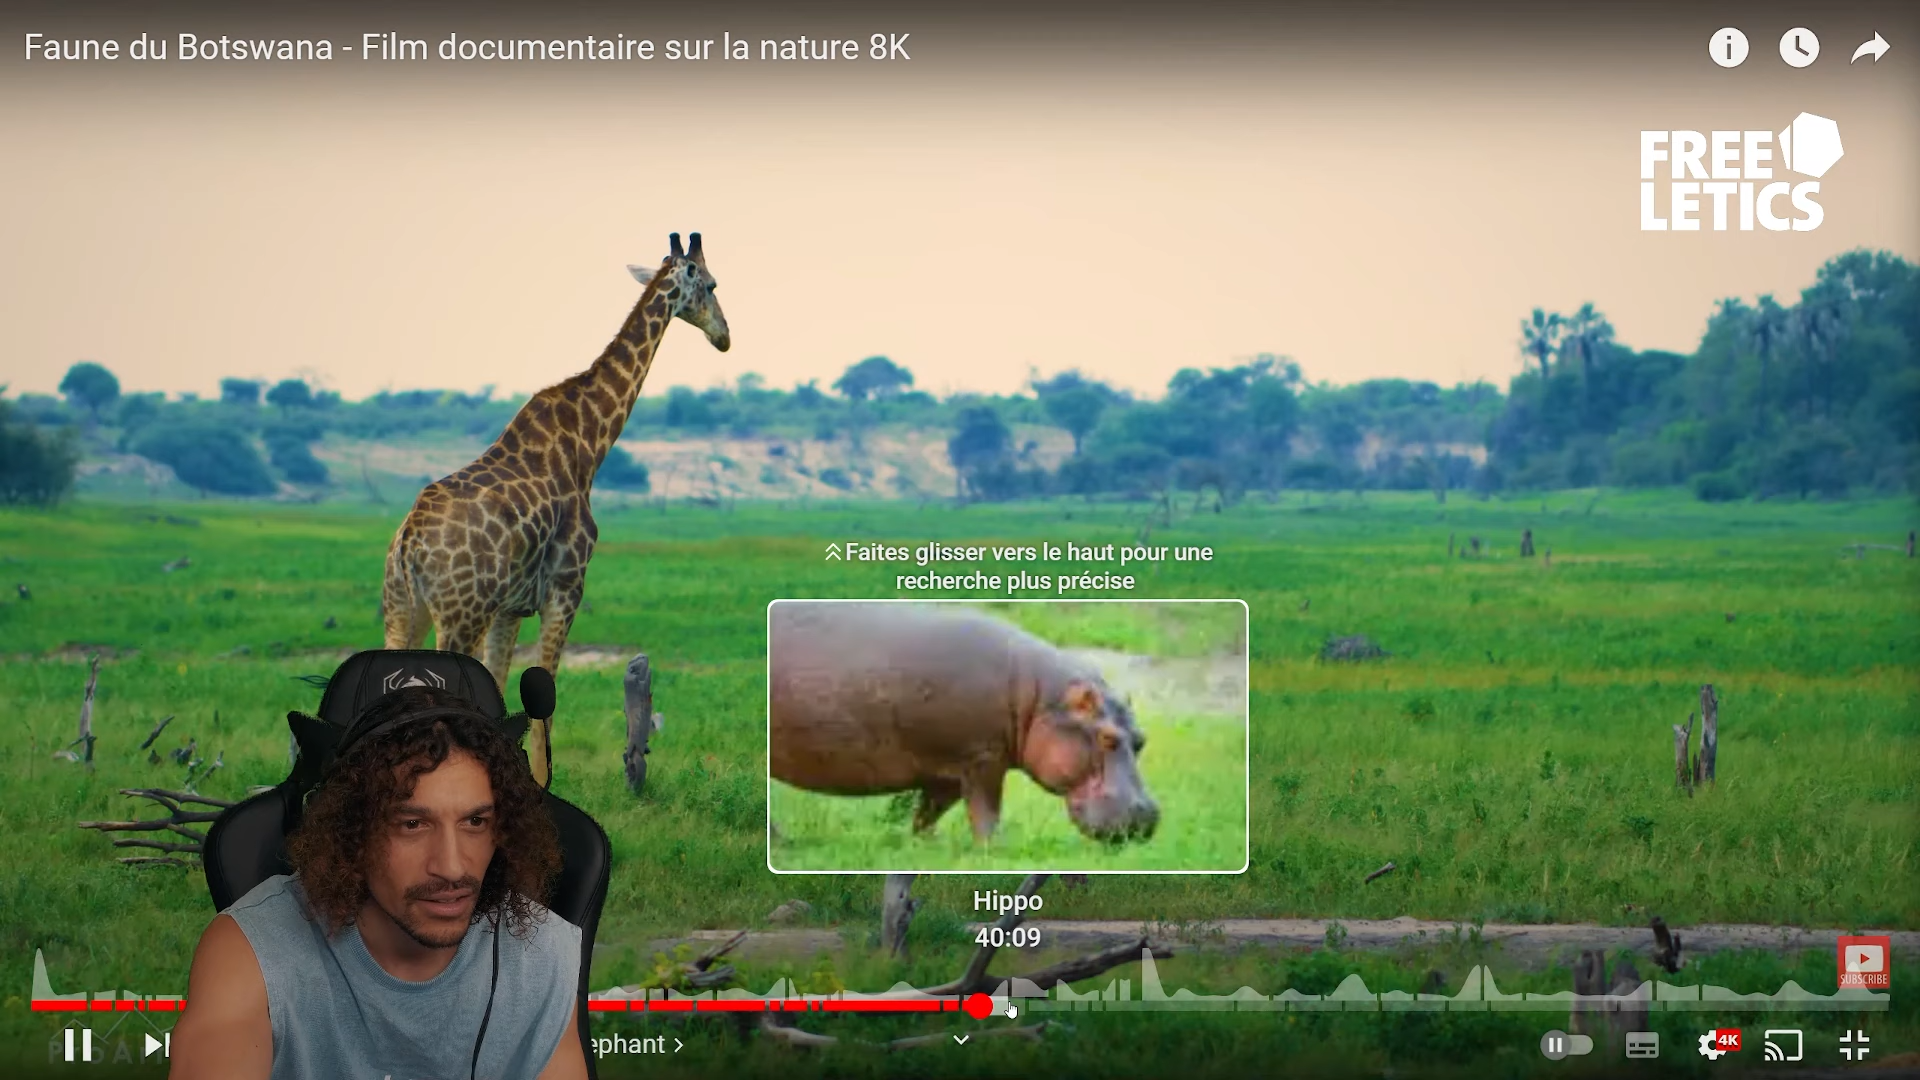 Faune du Botswana - Film documentaire sur la nature 8K
FREE
LETICS
Faites glisser vers le haut pour une
recherche plus précise
Hippo
40:09
SUBSCRIBE
ephant >
4K